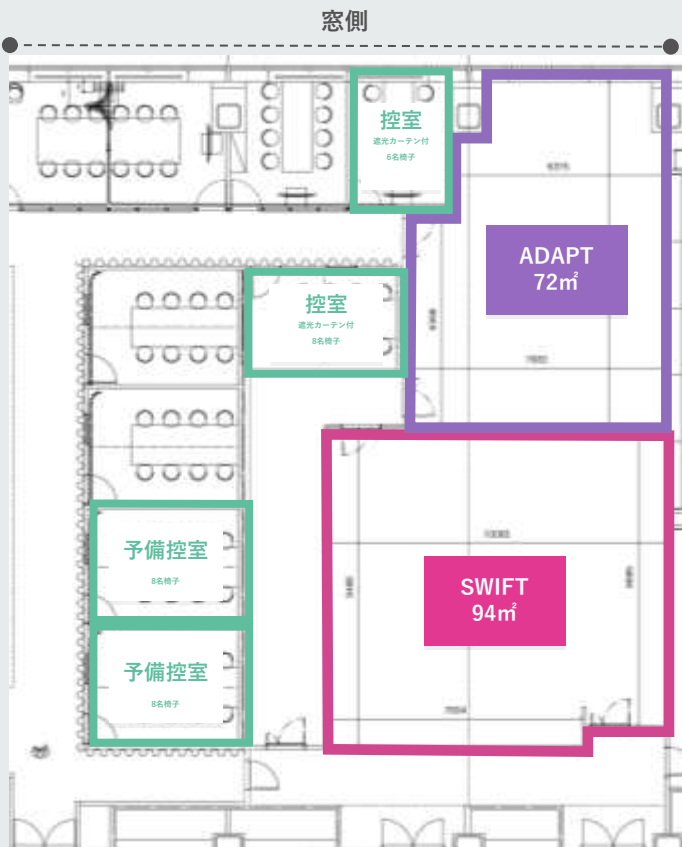 窓側
控室
遮光カーテン付
6名椅子
ADAPT
72㎡
控室
遮光カーテン付
8名椅子
予備控室
8名椅子
SWIFT
94㎡
予備控室
8名椅子